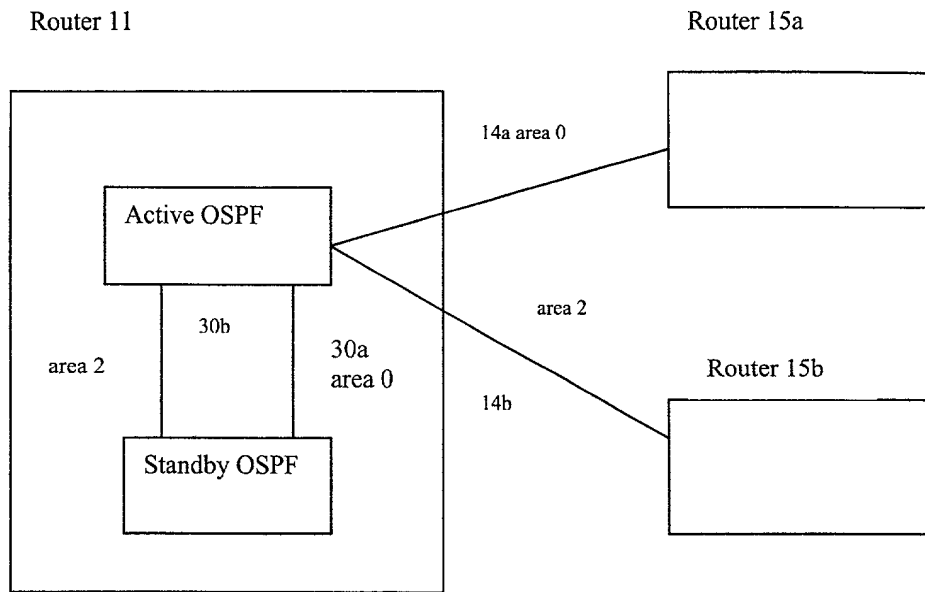 Router 11
Router 15a
14a area 0
Active OSPF
30b
area 2
area 2
30a
area 0
Router 15b
14b
Standby OSPF